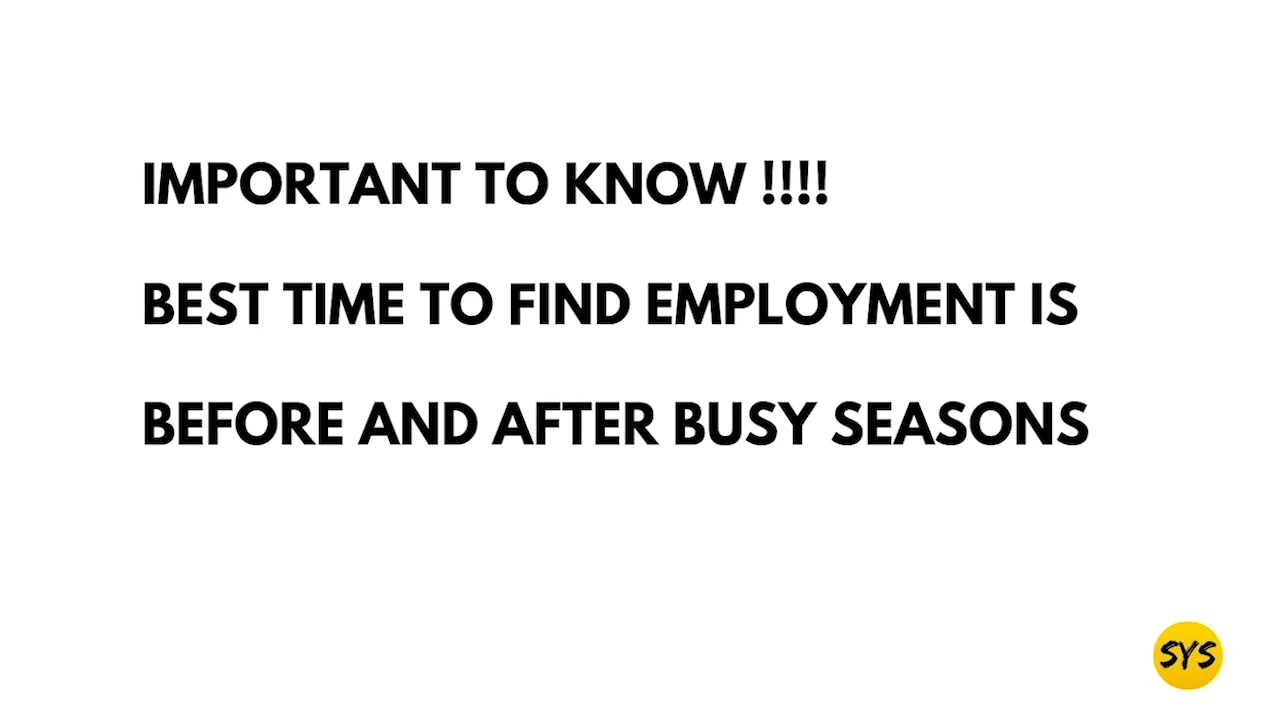 IMPORTANT TO KNOW !!!!
BEST TIME TO FIND EMPLOYMENT IS
BEFORE AND AFTER BUSY SEASONS
SYS